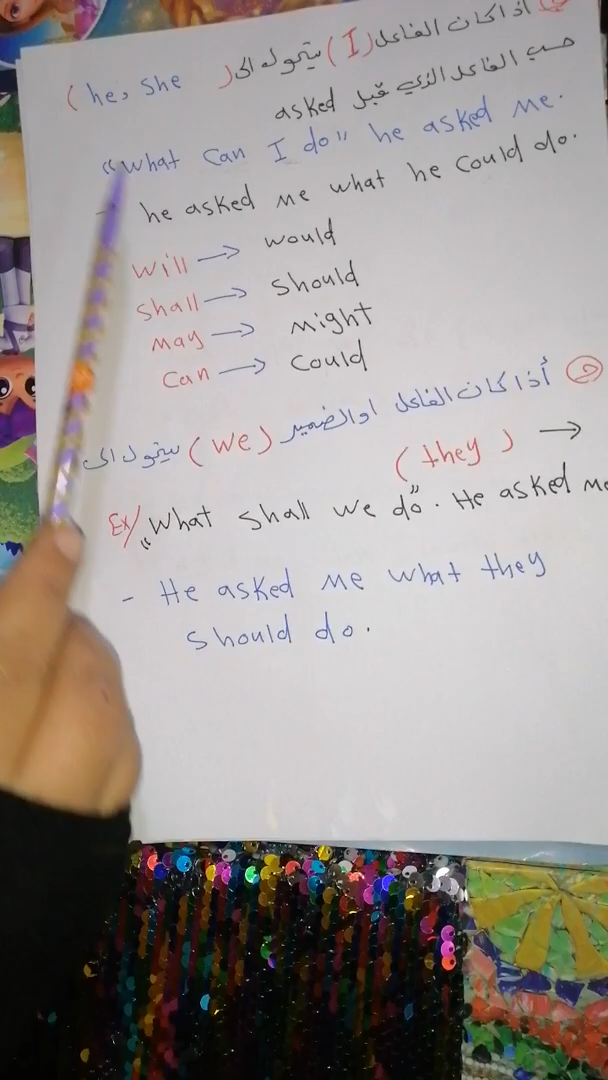 اذا كان الفاعل (I) يتحول الى (he, she)
حسب الفاعل الذي قبل asked
"What can I do" he asked me.
- he asked me what he could do.
will → would
shall → should
may → might
can → could
أذا كان الفاعل او الضمير (we) يتحول الى
(they) →
Ex/ "What shall we do". He asked me
- He asked me what they
should do.